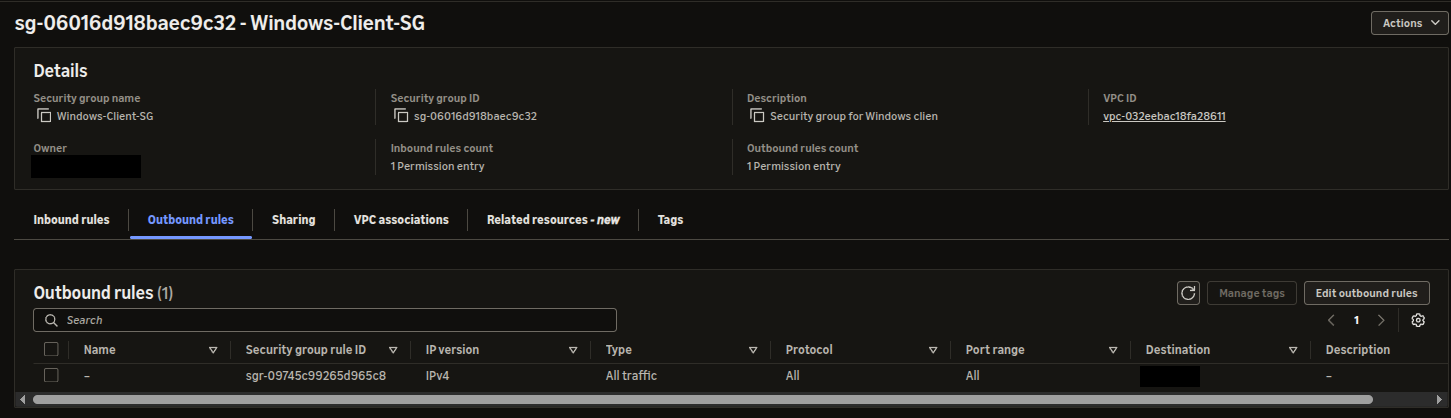 sg-06016d918baec9c32 - Windows-Client-SG
Actions
Details
Security group name
Security group ID
Description
VPC ID
Windows-Client-SG
sg-06016d918baec9c32
Security group for Windows clien
vpc-032eebac18fa28611
Owner
Inbound rules count
Outbound rules count
1 Permission entry
1 Permission entry
Inbound rules
Outbound rules
Sharing
VPC associations
Related resources - new
Tags
Outbound rules (1)
Manage tags
Edit outbound rules
Search
1
Name
Security group rule ID
IP version
Type
Protocol
Port range
Destination
Description
–
sgr-09745c99265d965c8
IPv4
All traffic
All
All
–